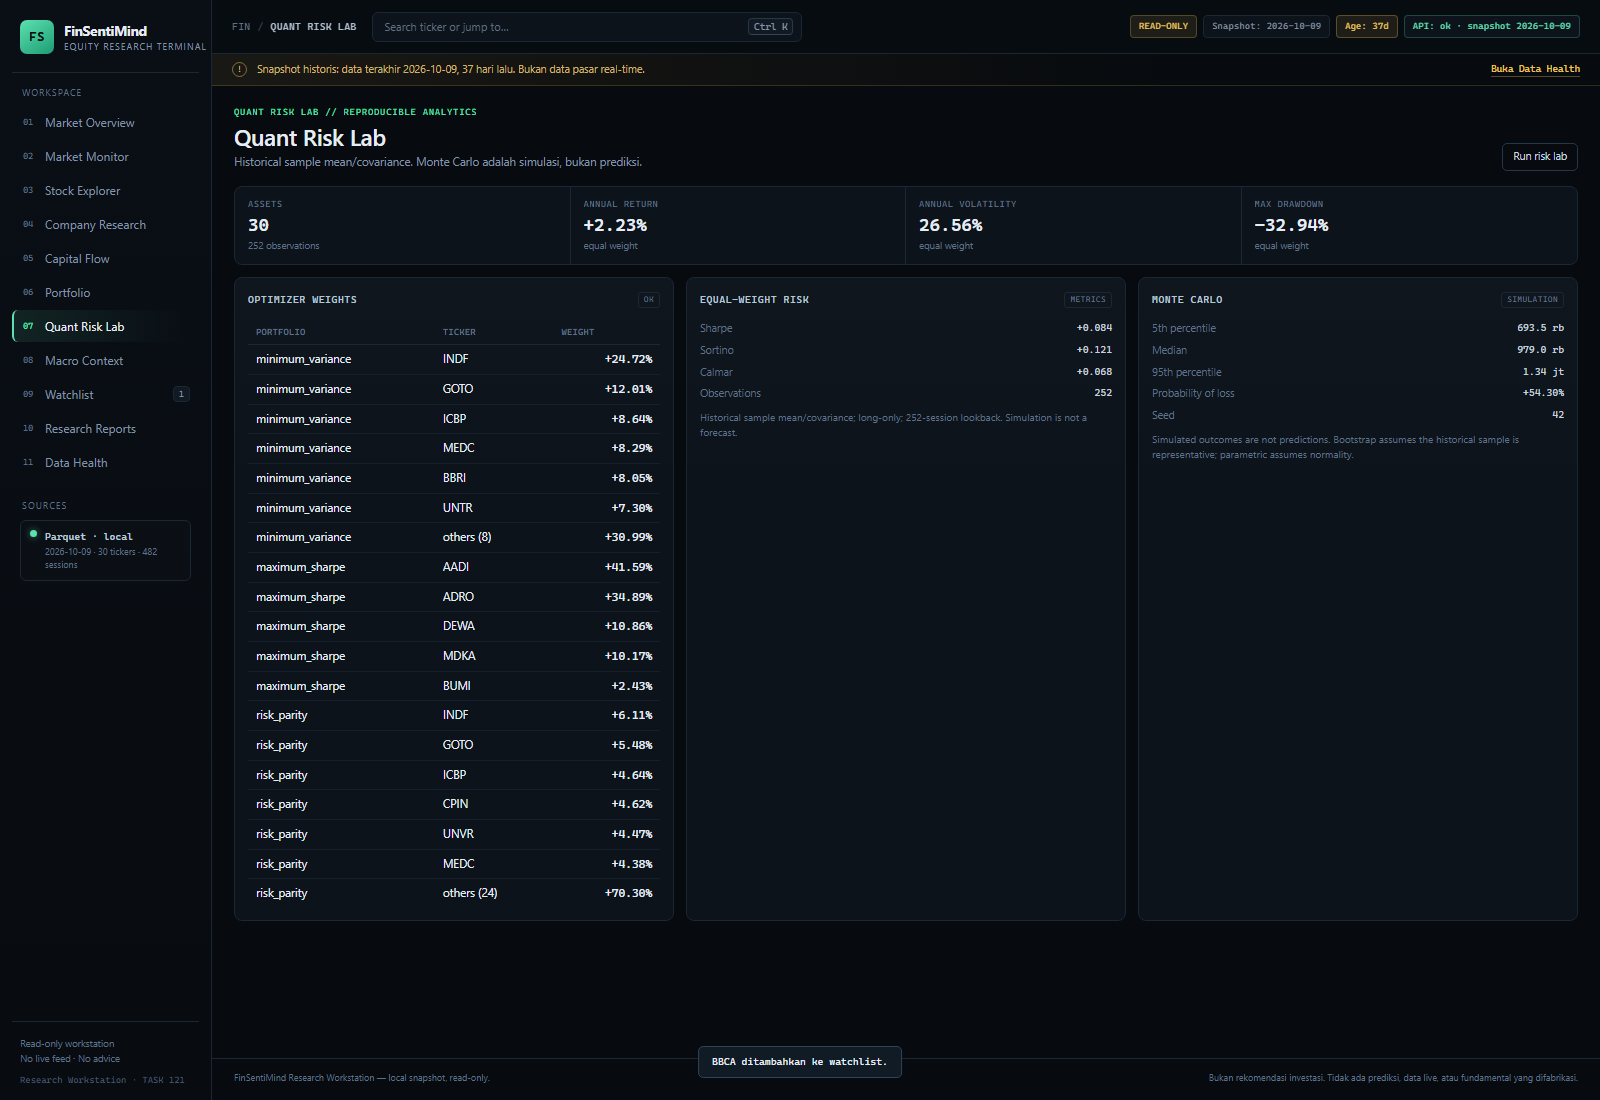 FS
FinSentiMind
EQUITY RESEARCH TERMINAL
WORKSPACE
01 Market Overview
02 Market Monitor
03 Stock Explorer
04 Company Research
05 Capital Flow
06 Portfolio
07 Quant Risk Lab
08 Macro Context
09 Watchlist 1
10 Research Reports
11 Data Health
SOURCES
Parquet · local
2026-10-09 · 30 tickers · 482
sessions
Read-only workstation
No live feed · No advice
Research Workstation · TASK 121
FIN / QUANT RISK LAB
Search ticker or jump to...
Ctrl K
READ-ONLY
Snapshot: 2026-10-09
Age: 37d
API: ok · snapshot 2026-10-09
! Snapshot historis: data terakhir 2026-10-09, 37 hari lalu. Bukan data pasar real-time.
Buka Data Health
QUANT RISK LAB // REPRODUCIBLE ANALYTICS
Quant Risk Lab
Historical sample mean/covariance. Monte Carlo adalah simulasi, bukan prediksi.
Run risk lab
ASSETS
30
252 observations
ANNUAL RETURN
+2.23%
equal weight
ANNUAL VOLATILITY
26.56%
equal weight
MAX DRAWDOWN
−32.94%
equal weight
OPTIMIZER WEIGHTS OK
PORTFOLIO TICKER WEIGHT
minimum_variance INDF +24.72%
minimum_variance GOTO +12.01%
minimum_variance ICBP +8.64%
minimum_variance MEDC +8.29%
minimum_variance BBRI +8.05%
minimum_variance UNTR +7.30%
minimum_variance others (8) +30.99%
maximum_sharpe AADI +41.59%
maximum_sharpe ADRO +34.89%
maximum_sharpe DEWA +10.86%
maximum_sharpe MDKA +10.17%
maximum_sharpe BUMI +2.43%
risk_parity INDF +6.11%
risk_parity GOTO +5.48%
risk_parity ICBP +4.64%
risk_parity CPIN +4.62%
risk_parity UNVR +4.47%
risk_parity MEDC +4.38%
risk_parity others (24) +70.30%
EQUAL-WEIGHT RISK METRICS
Sharpe +0.084
Sortino +0.121
Calmar +0.068
Observations 252
Historical sample mean/covariance; long-only; 252-session lookback. Simulation is not a
forecast.
MONTE CARLO SIMULATION
5th percentile 693.5 rb
Median 979.0 rb
95th percentile 1.34 jt
Probability of loss +54.30%
Seed 42
Simulated outcomes are not predictions. Bootstrap assumes the historical sample is
representative; parametric assumes normality.
BBCA ditambahkan ke watchlist.
FinSentiMind Research Workstation — local snapshot, read-only.
Bukan rekomendasi investasi. Tidak ada prediksi, data live, atau fundamental yang difabrikasi.